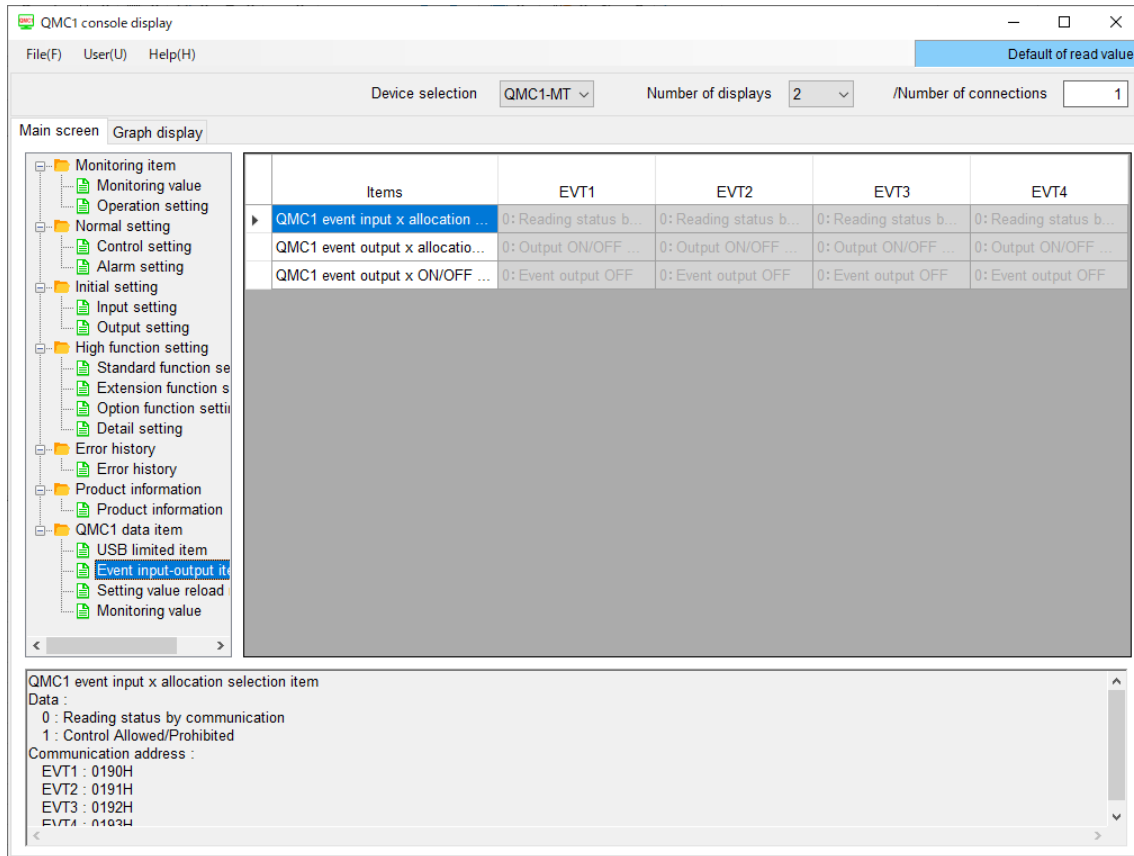 QMC1 console display
File(F) User(U) Help(H)
Default of read value
Device selection QMC1-MT Number of displays 2 /Number of connections 1
Main screen Graph display
Monitoring item
Monitoring value
Operation setting
Normal setting
Control setting
Alarm setting
Initial setting
Input setting
Output setting
High function setting
Standard function se
Extension function s
Option function settin
Detail setting
Error history
Error history
Product information
Product information
QMC1 data item
USB limited item
Event input-output ite
Setting value reload
Monitoring value
Items EVT1 EVT2 EVT3 EVT4
QMC1 event input x allocation ... 0: Reading status b... 0: Reading status b... 0: Reading status b... 0: Reading status b...
QMC1 event output x allocatio... 0: Output ON/OFF ... 0: Output ON/OFF 0: Output ON/OFF ... 0: Output ON/OFF ...
QMC1 event output x ON/OFF ... 0: Event output OFF 0: Event output OFF 0: Event output OFF 0: Event output OFF
QMC1 event input x allocation selection item
Data :
0 : Reading status by communication
1 : Control Allowed/Prohibited
Communication address :
EVT1 : 0190H
EVT2 : 0191H
EVT3 : 0192H
EVT4 : 0193H